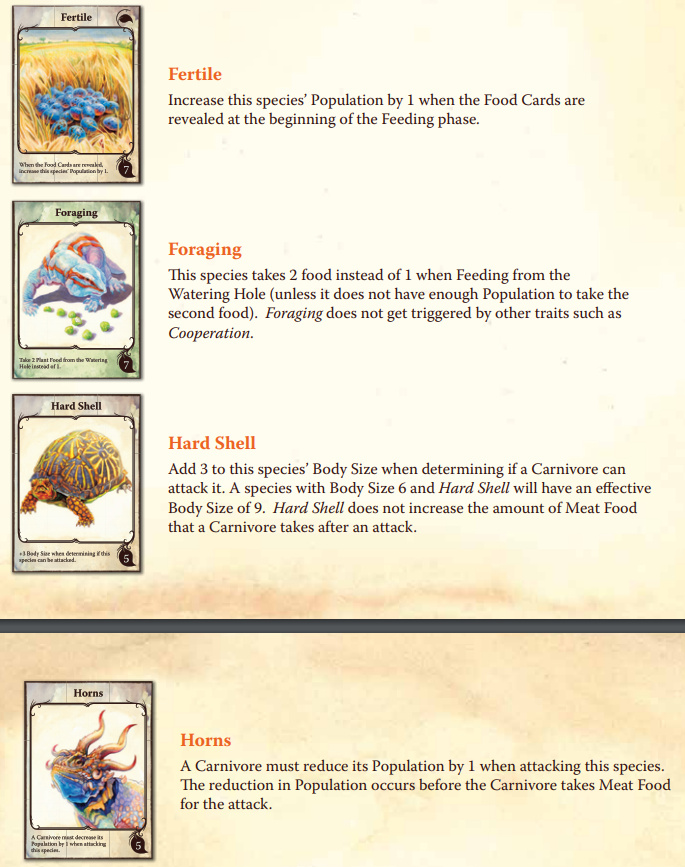 Fertile
When the Food Cards are revealed,
increase this species' Population by 1.
7
Fertile
Increase this species' Population by 1 when the Food Cards are
revealed at the beginning of the Feeding phase.
Foraging
Take 2 Plant Food from the Watering
Hole instead of 1.
7
Foraging
This species takes 2 food instead of 1 when Feeding from the
Watering Hole (unless it does not have enough Population to take the
second food). Foraging does not get triggered by other traits such as
Cooperation.
Hard Shell
+3 Body Size when determining if this
species can be attacked.
5
Hard Shell
Add 3 to this species' Body Size when determining if a Carnivore can
attack it. A species with Body Size 6 and Hard Shell will have an effective
Body Size of 9. Hard Shell does not increase the amount of Meat Food
that a Carnivore takes after an attack.
Horns
A Carnivore must decrease its
Population by 1 when attacking
this species.
5
Horns
A Carnivore must reduce its Population by 1 when attacking this species.
The reduction in Population occurs before the Carnivore takes Meat Food
for the attack.